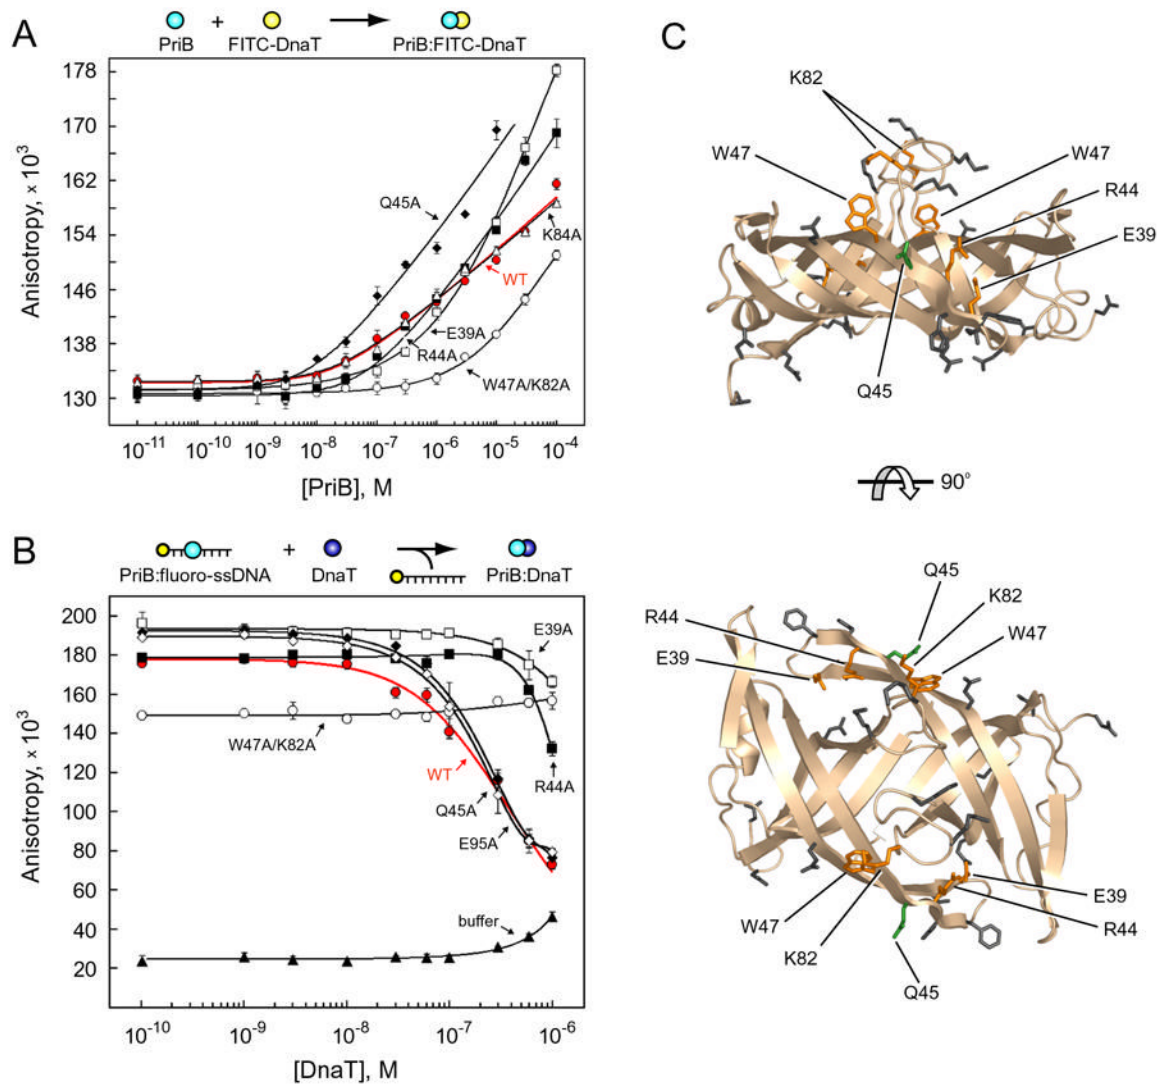 A
PriB + FITC-DnaT PriB:FITC-DnaT
178
170
162
154
146
138
130
Anisotropy, × 10³
Q45A
K84A
WT
E39A
R44A
W47A/K82A
10⁻¹¹ 10⁻¹⁰ 10⁻⁹ 10⁻⁸ 10⁻⁷ 10⁻⁶ 10⁻⁵ 10⁻⁴
[PriB], M
B
PriB:fluoro-ssDNA + DnaT PriB:DnaT
200
180
160
140
120
100
80
60
40
20
Anisotropy, × 10³
E39A
W47A/K82A
WT
R44A
Q45A
E95A
buffer
10⁻¹⁰ 10⁻⁹ 10⁻⁸ 10⁻⁷ 10⁻⁶
[DnaT], M
C
K82
W47 W47
R44
E39
Q45
90°
Q45
K82
R44
W47
E39
E39
W47
R44
K82
Q45